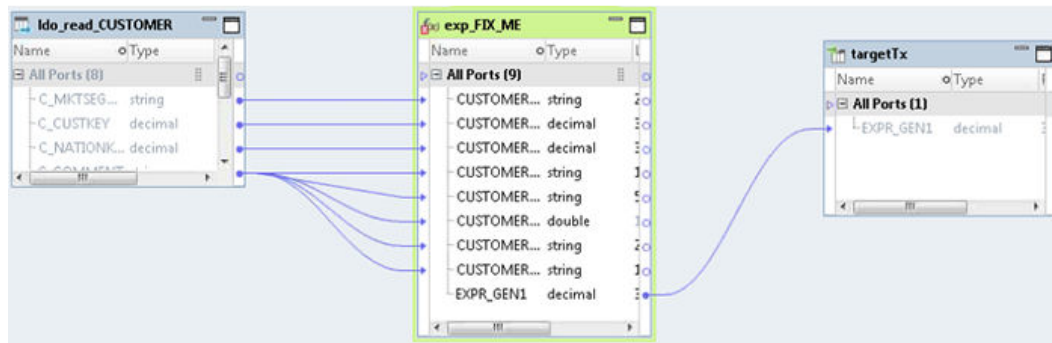 ldo_read_CUSTOMER
Name Type
All Ports (8)
C_MKTSEG... string
C_CUSTKEY decimal
C_NATIONK... decimal
exp_FIX_ME
Name Type
All Ports (9)
CUSTOMER... string
CUSTOMER... decimal
CUSTOMER... decimal
CUSTOMER... string
CUSTOMER... string
CUSTOMER... double
CUSTOMER... string
CUSTOMER... string
EXPR_GEN1 decimal
targetTx
Name Type
All Ports (1)
EXPR_GEN1 decimal